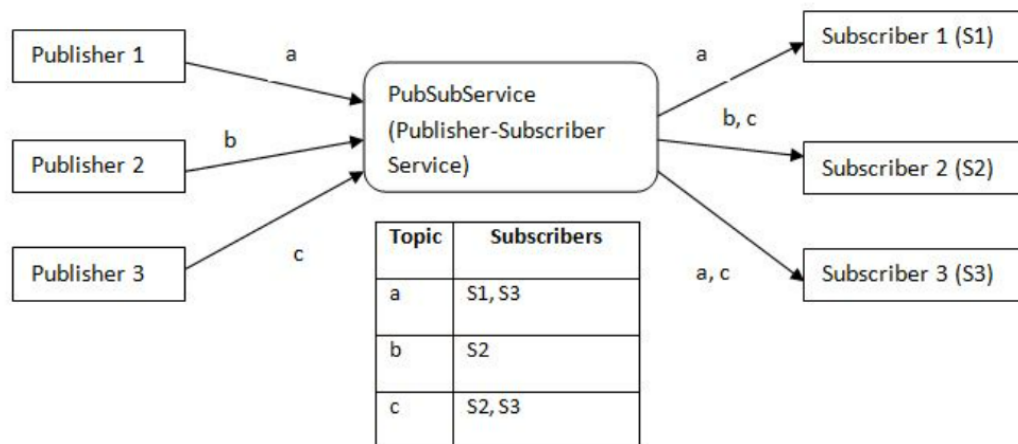 Publisher 1
a
Publisher 2
b
Publisher 3
c
PubSubService
(Publisher-Subscriber
Service)
a
Subscriber 1 (S1)
b, c
Subscriber 2 (S2)
a, c
Subscriber 3 (S3)
Topic Subscribers
a S1, S3
b S2
c S2, S3